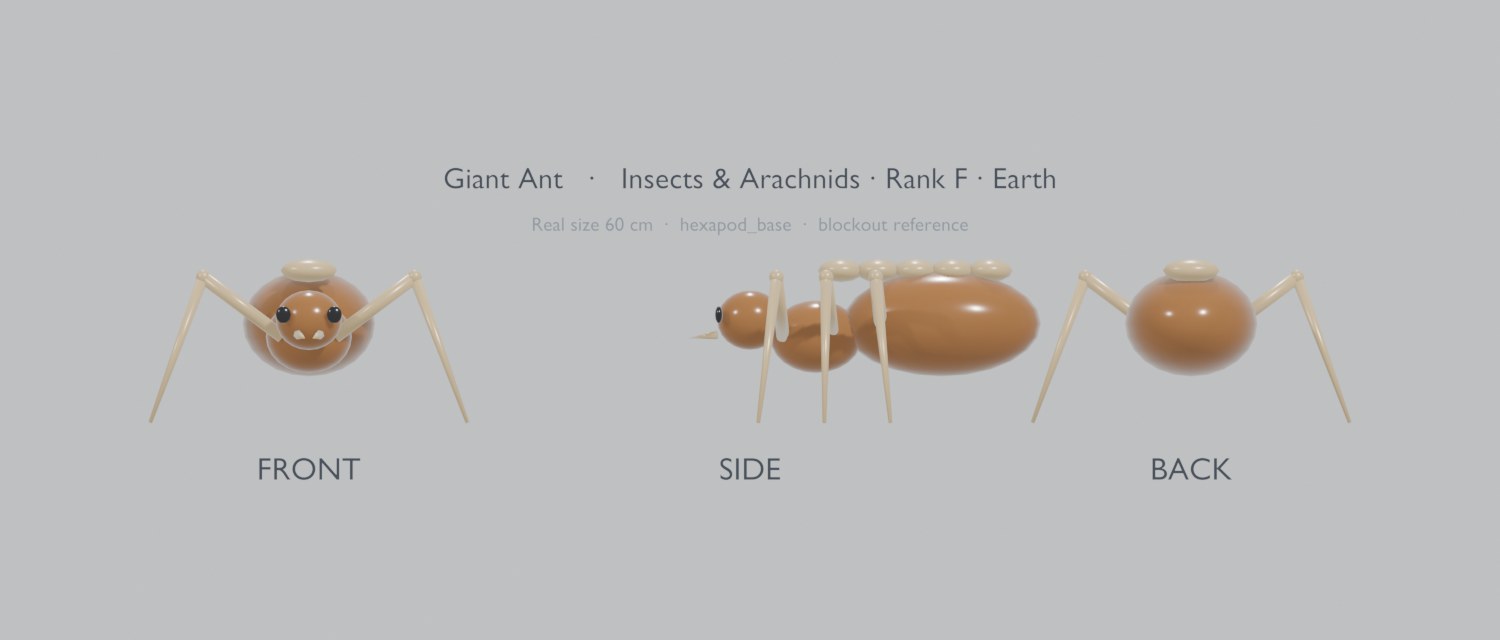 Giant Ant · Insects & Arachnids · Rank F · Earth
Real size 60 cm · hexapod_base · blockout reference
FRONT
SIDE
BACK